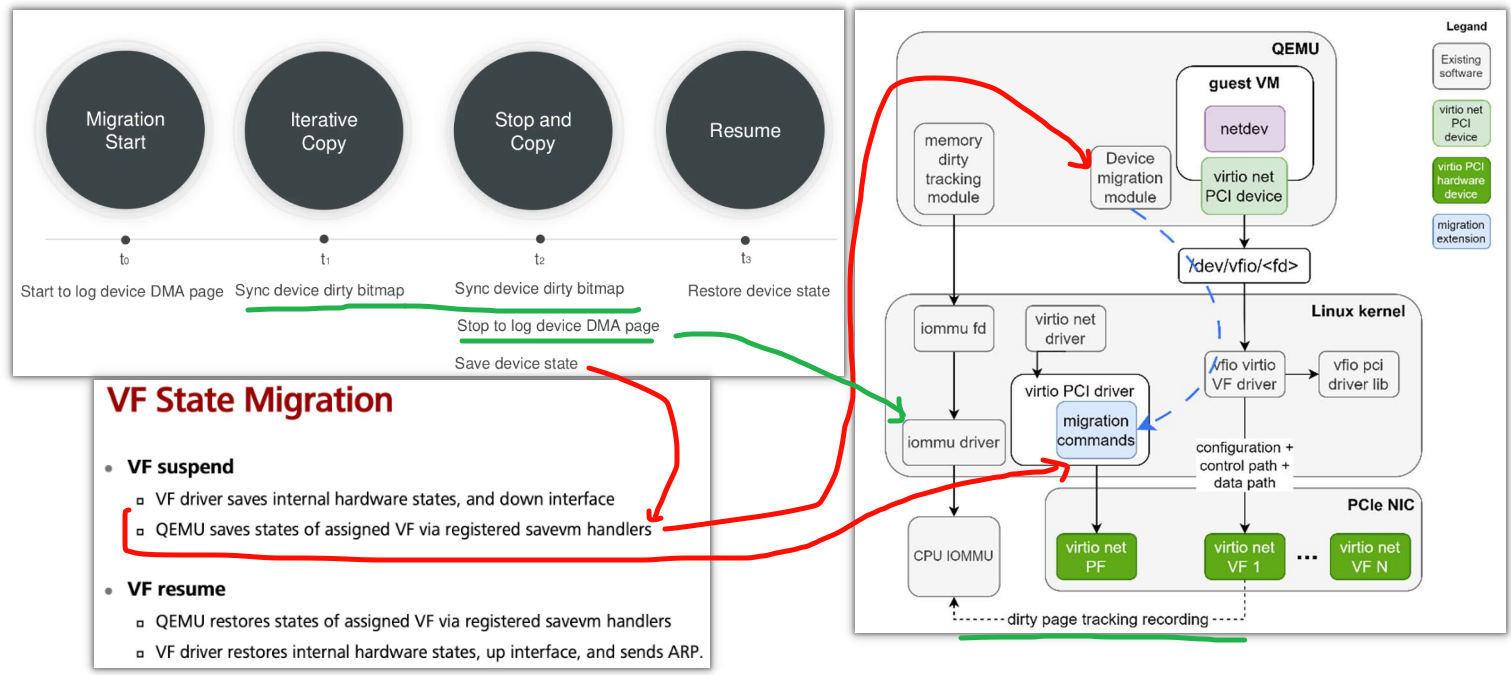 Migration
Start
Iterative
Copy
Stop and
Copy
Resume
t0
t1
t2
t3
Start to log device DMA page
Sync device dirty bitmap
Sync device dirty bitmap
Stop to log device DMA page
Save device state
Restore device state
VF State Migration
VF suspend
VF driver saves internal hardware states, and down interface
QEMU saves states of assigned VF via registered savevm handlers
VF resume
QEMU restores states of assigned VF via registered savevm handlers
VF driver restores internal hardware states, up interface, and sends ARP.
Legand
Existing
software
virtio net
PCI
device
virtio PCI
hardware
device
migration
extension
QEMU
guest VM
netdev
virtio net
PCI device
memory
dirty
tracking
module
Device
migration
module
/dev/vfio/<fd>
Linux kernel
iommu fd
virtio net
driver
virtio PCI driver
migration
commands
vfio virtio
VF driver
vfio pci
driver lib
iommu driver
configuration +
control path +
data path
PCIe NIC
CPU IOMMU
virtio net
PF
virtio net
VF 1
...
virtio net
VF N
dirty page tracking recording